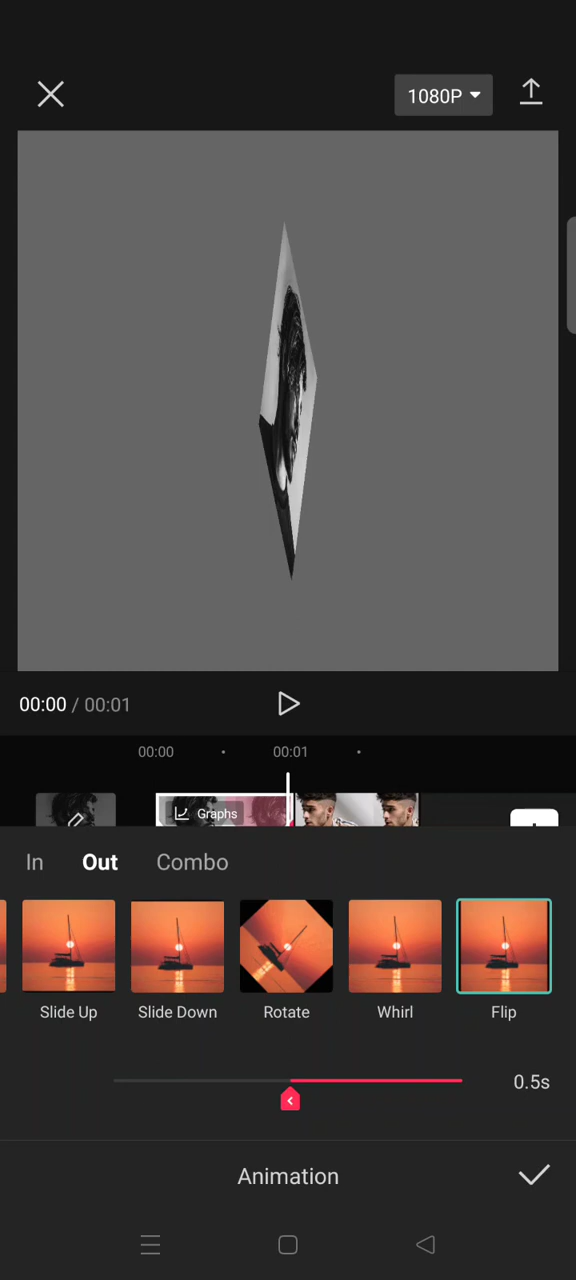 1080P
00:00 / 00:01
00:00 00:01
Graphs
In Out Combo
Slide Up Slide Down Rotate Whirl Flip
0.5s
Animation